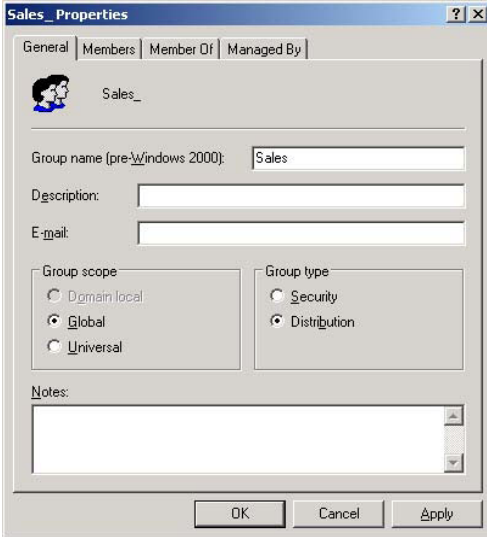 Sales_ Properties
General Members Member Of Managed By
Sales_
Group name (pre-Windows 2000): Sales
Description:
E-mail:
Group scope
Domain local
Global
Universal
Group type
Security
Distribution
Notes:
OK Cancel Apply